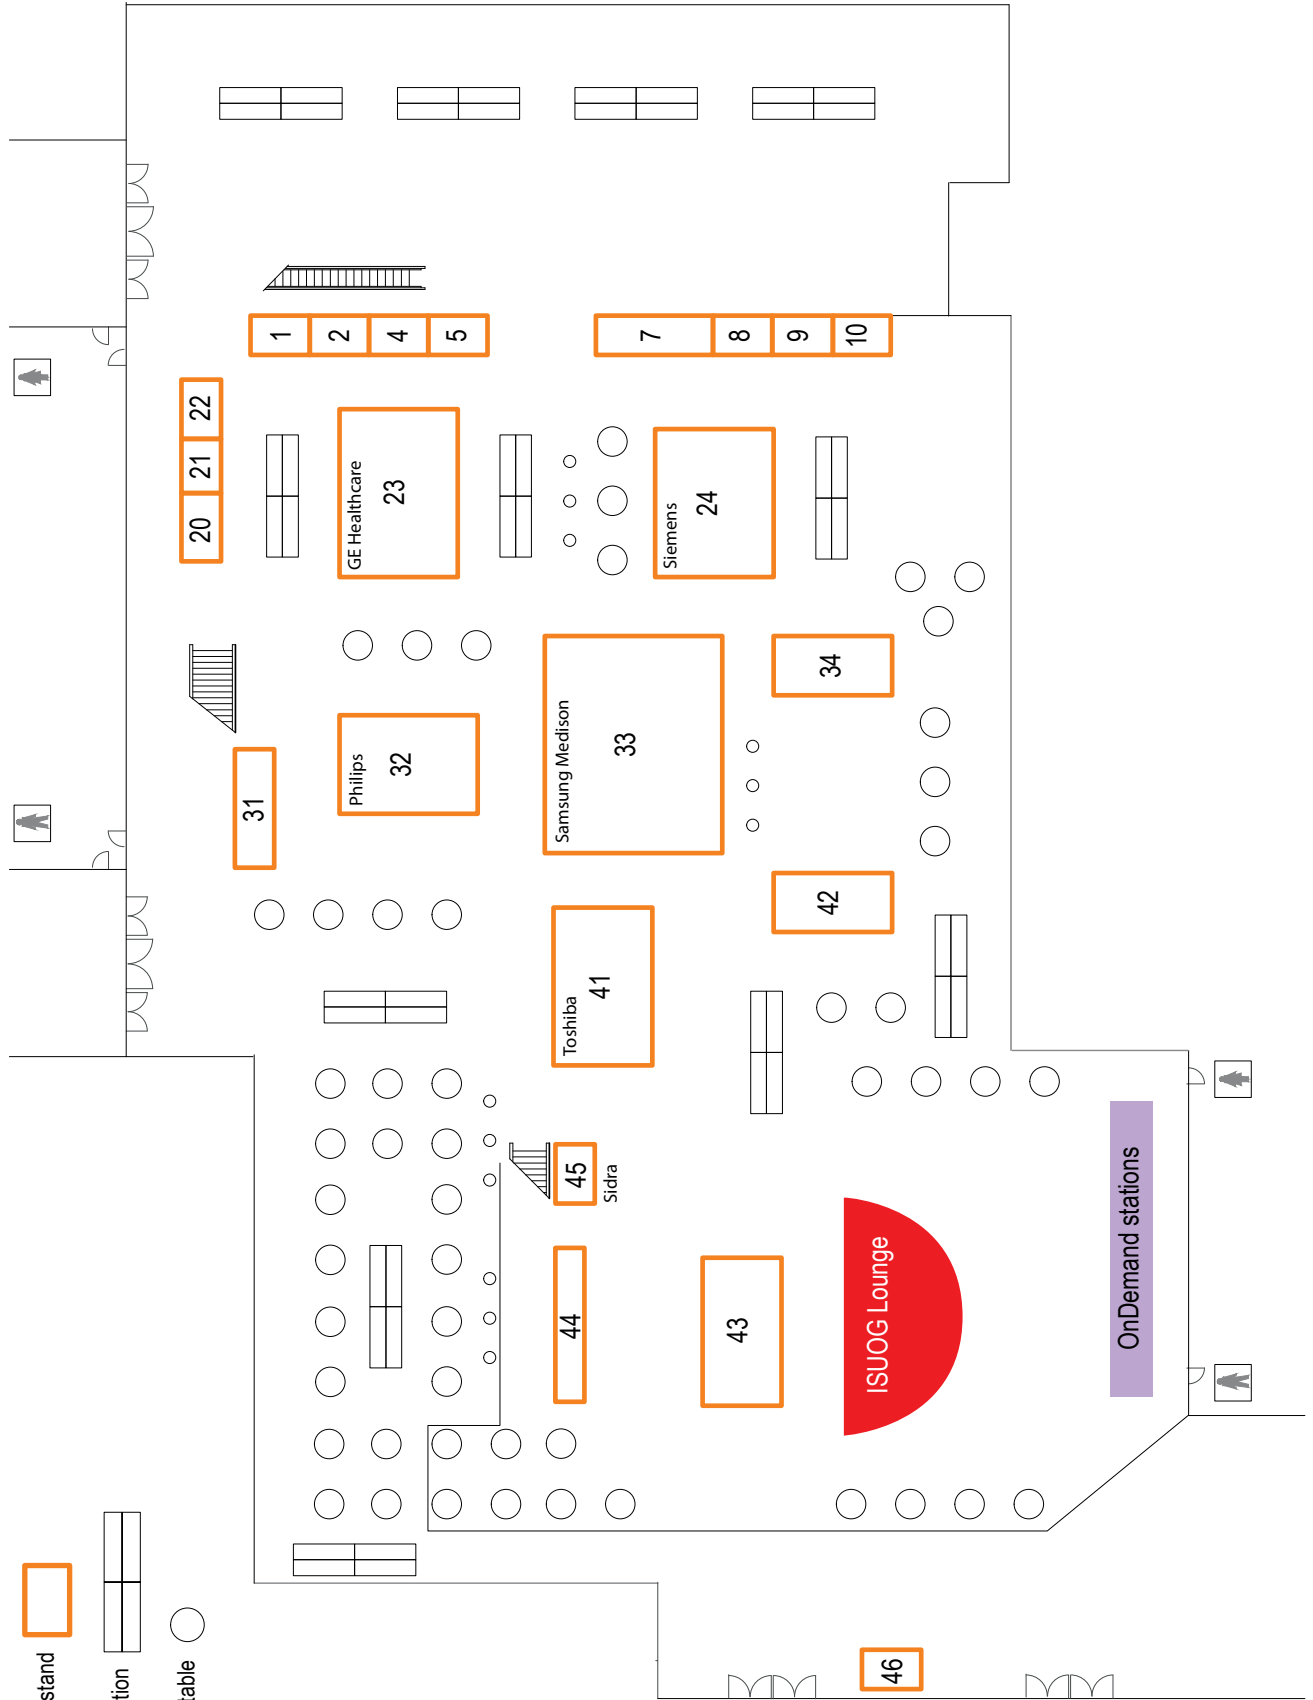 stand
tion
table
1
2
4
5
7
8
9
10
22
21
20
GE Healthcare
23
Siemens
24
31
Philips
32
Samsung Medison
33
34
42
Toshiba
41
45
Sidra
44
43
ISUOG Lounge
OnDemand stations
46